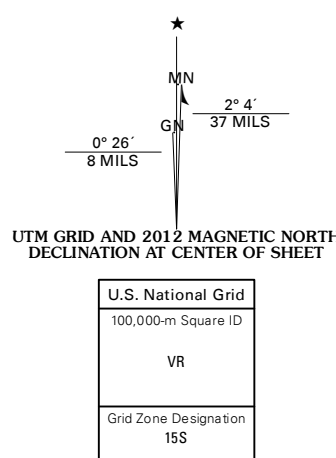 ★
MN
2° 4´
37 MILS
GN
0° 26´
8 MILS
UTM GRID AND 2012 MAGNETIC NORTH
DECLINATION AT CENTER OF SHEET
U.S. National Grid
100,000-m Square ID
VR
Grid Zone Designation
15S